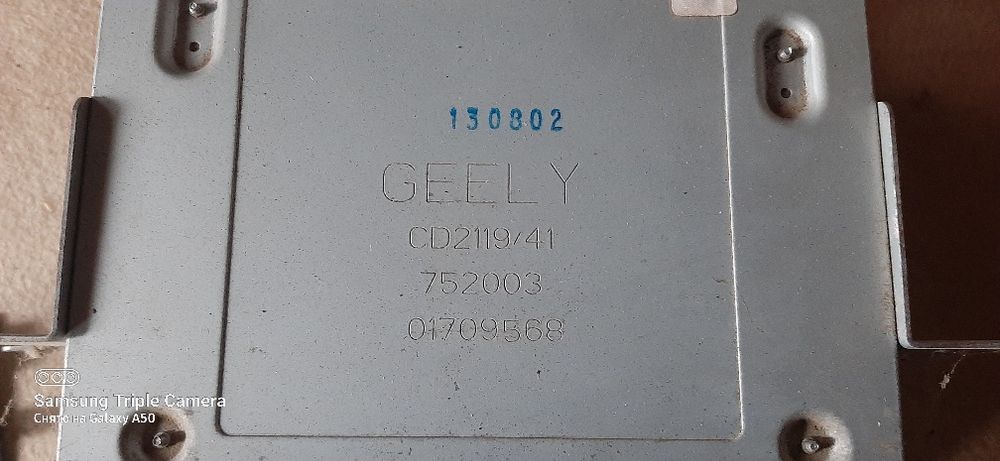 130802
GEELY
CD2119/41
752003
01709568
Samsung Triple Camera
Снято на Galaxy A50